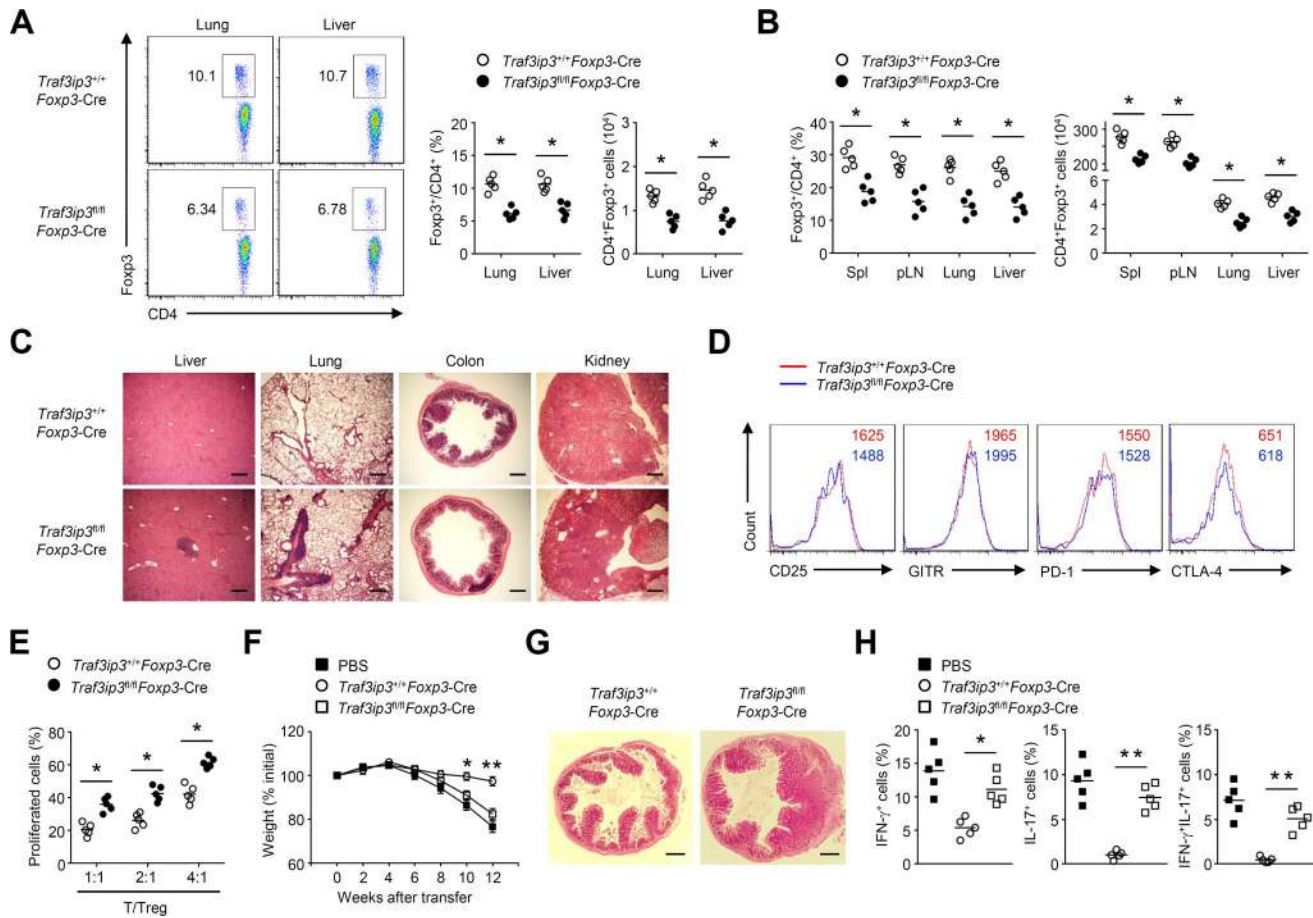 A
Lung
Liver
Traf3ip3+/+
Foxp3-Cre
10.1
10.7
Traf3ip3fl/fl
Foxp3-Cre
6.34
6.78
Foxp3
CD4
Traf3ip3+/+Foxp3-Cre
Traf3ip3fl/flFoxp3-Cre
Foxp3+/CD4+ (%)
20
15
10
5
0
*
*
Lung
Liver
CD4+Foxp3+ cells (10⁴)
3
2
1
0
*
*
Lung
Liver
B
Traf3ip3+/+Foxp3-Cre
Traf3ip3fl/flFoxp3-Cre
Foxp3+/CD4+ (%)
40
30
20
10
0
*
*
*
*
Spl
pLN
Lung
Liver
CD4+Foxp3+ cells (10⁴)
300
250
200
6
4
2
0
*
*
*
*
Spl
pLN
Lung
Liver
C
Liver
Lung
Colon
Kidney
Traf3ip3+/+
Foxp3-Cre
Traf3ip3fl/fl
Foxp3-Cre
D
Traf3ip3+/+Foxp3-Cre
Traf3ip3fl/flFoxp3-Cre
Count
1625
1488
1965
1995
1550
1528
651
618
CD25
GITR
PD-1
CTLA-4
E
Traf3ip3+/+Foxp3-Cre
Traf3ip3fl/flFoxp3-Cre
Proliferated cells (%)
80
60
40
20
0
*
*
*
1:1
2:1
4:1
T/Treg
F
PBS
Traf3ip3+/+Foxp3-Cre
Traf3ip3fl/flFoxp3-Cre
Weight (% initial)
120
100
80
60
*
**
0 2 4 6 8 10 12
Weeks after transfer
G
Traf3ip3+/+
Foxp3-Cre
Traf3ip3fl/fl
Foxp3-Cre
H
PBS
Traf3ip3+/+Foxp3-Cre
Traf3ip3fl/flFoxp3-Cre
IFN-γ+ cells (%)
20
15
10
5
0
*
IL-17+ cells (%)
15
10
5
0
**
IFN-γ+IL-17+ cells (%)
15
10
5
0
**